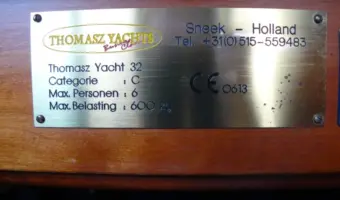 THOMASZ YACHTS
Sneek - Holland
Tel. +31(0)515-559483
Thomasz Yacht 32
Categorie : C
Max. Personen : 6
Max. Belasting : 600
CE 0613